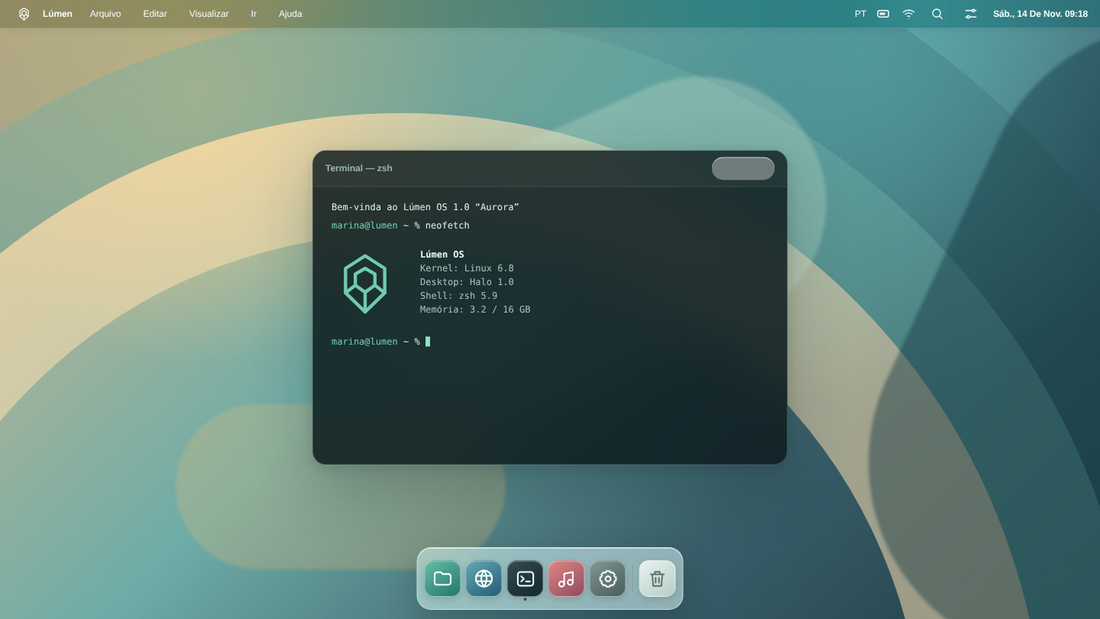 Lúmen Arquivo Editar Visualizar Ir Ajuda PT Sáb., 14 De Nov. 09:18
Terminal — zsh
Bem-vinda ao Lúmen OS 1.0 “Aurora”
marina@lumen ~ % neofetch
Lúmen OS
Kernel: Linux 6.8
Desktop: Halo 1.0
Shell: zsh 5.9
Memória: 3.2 / 16 GB
marina@lumen ~ %